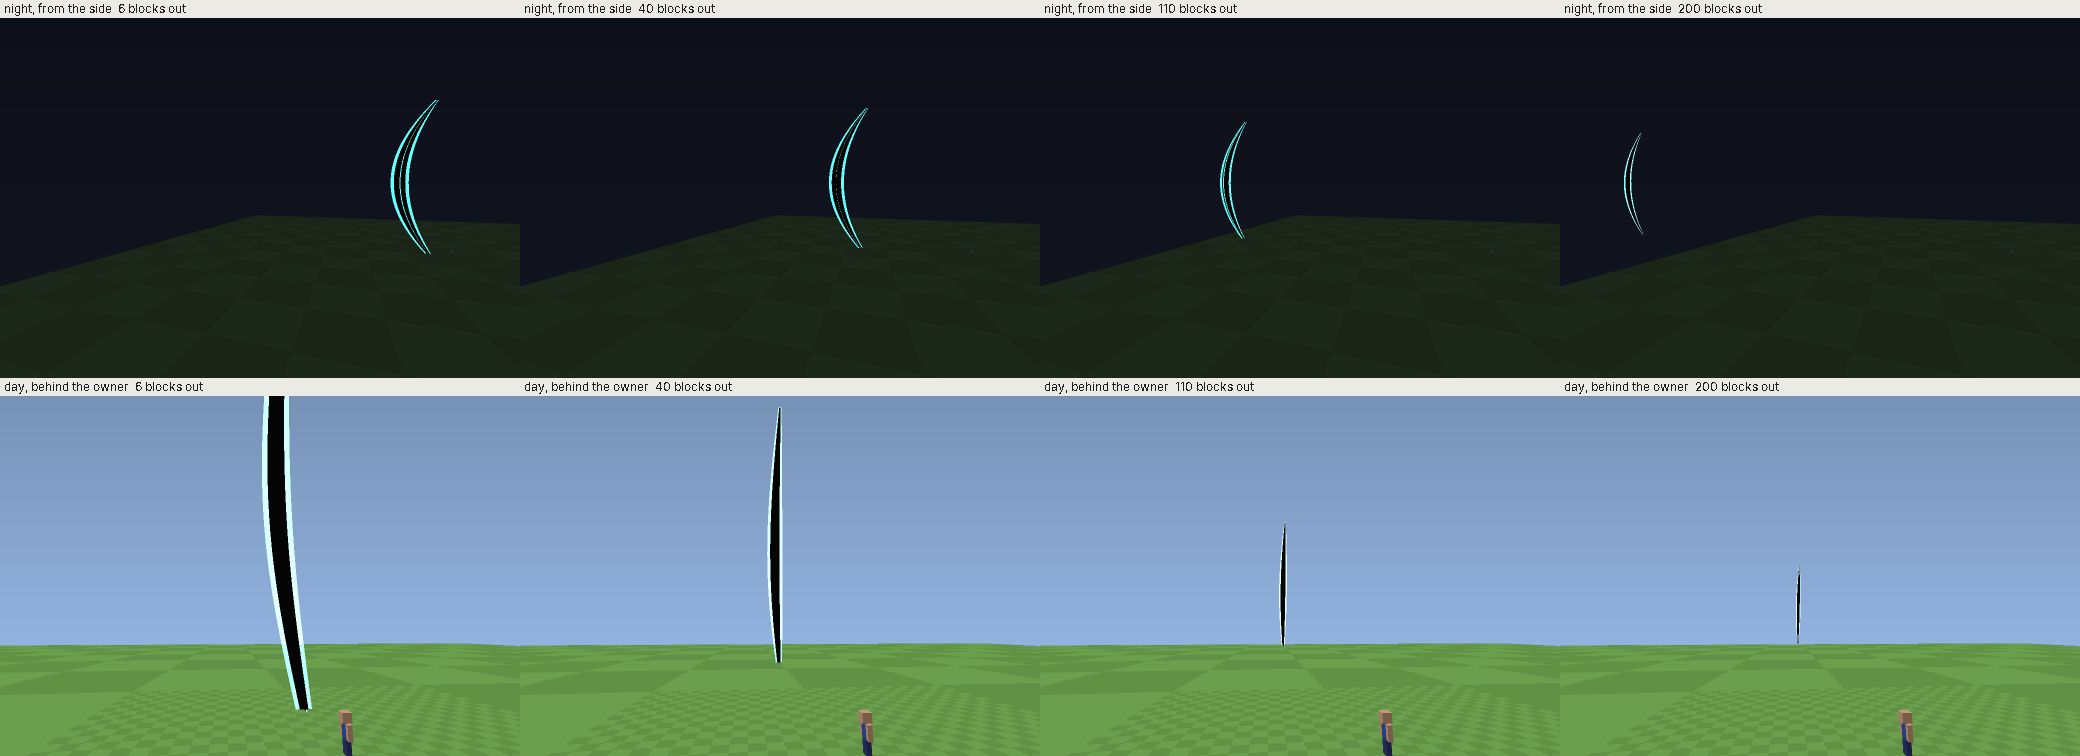 night, from the side  6 blocks out
night, from the side  40 blocks out
night, from the side  110 blocks out
night, from the side  200 blocks out
day, behind the owner  6 blocks out
day, behind the owner  40 blocks out
day, behind the owner  110 blocks out
day, behind the owner  200 blocks out